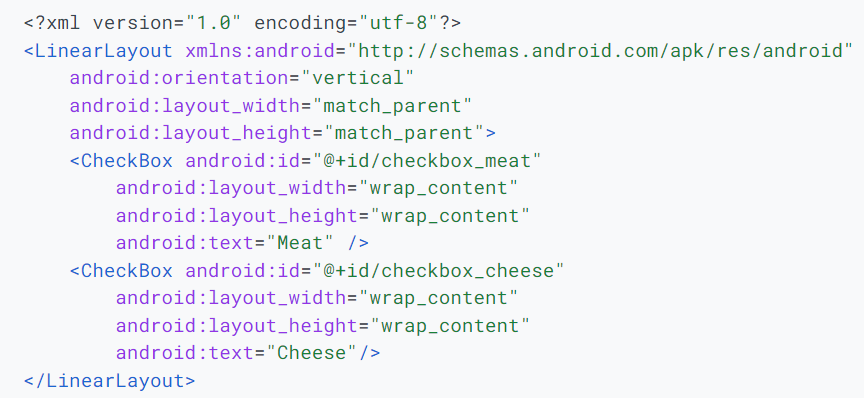 <?xml version="1.0" encoding="utf-8"?>
<LinearLayout xmlns:android="http://schemas.android.com/apk/res/android"
    android:orientation="vertical"
    android:layout_width="match_parent"
    android:layout_height="match_parent">
    <CheckBox android:id="@+id/checkbox_meat"
        android:layout_width="wrap_content"
        android:layout_height="wrap_content"
        android:text="Meat" />
    <CheckBox android:id="@+id/checkbox_cheese"
        android:layout_width="wrap_content"
        android:layout_height="wrap_content"
        android:text="Cheese"/>
</LinearLayout>